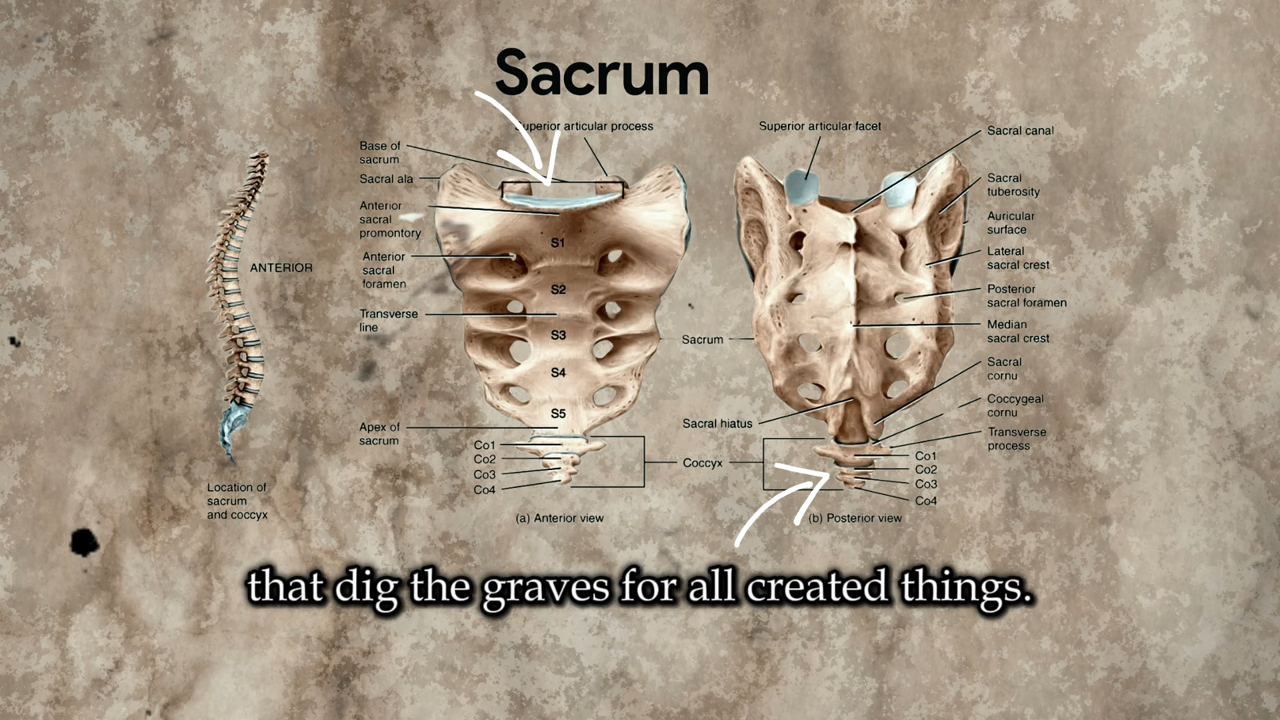 Sacrum
Superior articular process
Base of
sacrum
Sacral ala
Anterior
sacral
promontory
Anterior
sacral
foramen
Transverse
line
Apex of
sacrum
S1
S2
S3
S4
S5
Co1
Co2
Co3
Co4
(a) Anterior view
ANTERIOR
Location of
sacrum
and coccyx
Sacrum
Sacral hiatus
Coccyx
Superior articular facet
Sacral canal
Sacral
tuberosity
Auricular
surface
Lateral
sacral crest
Posterior
sacral foramen
Median
sacral crest
Sacral
cornu
Coccygeal
cornu
Transverse
process
Co1
Co2
Co3
Co4
(b) Posterior view
that dig the graves for all created things.